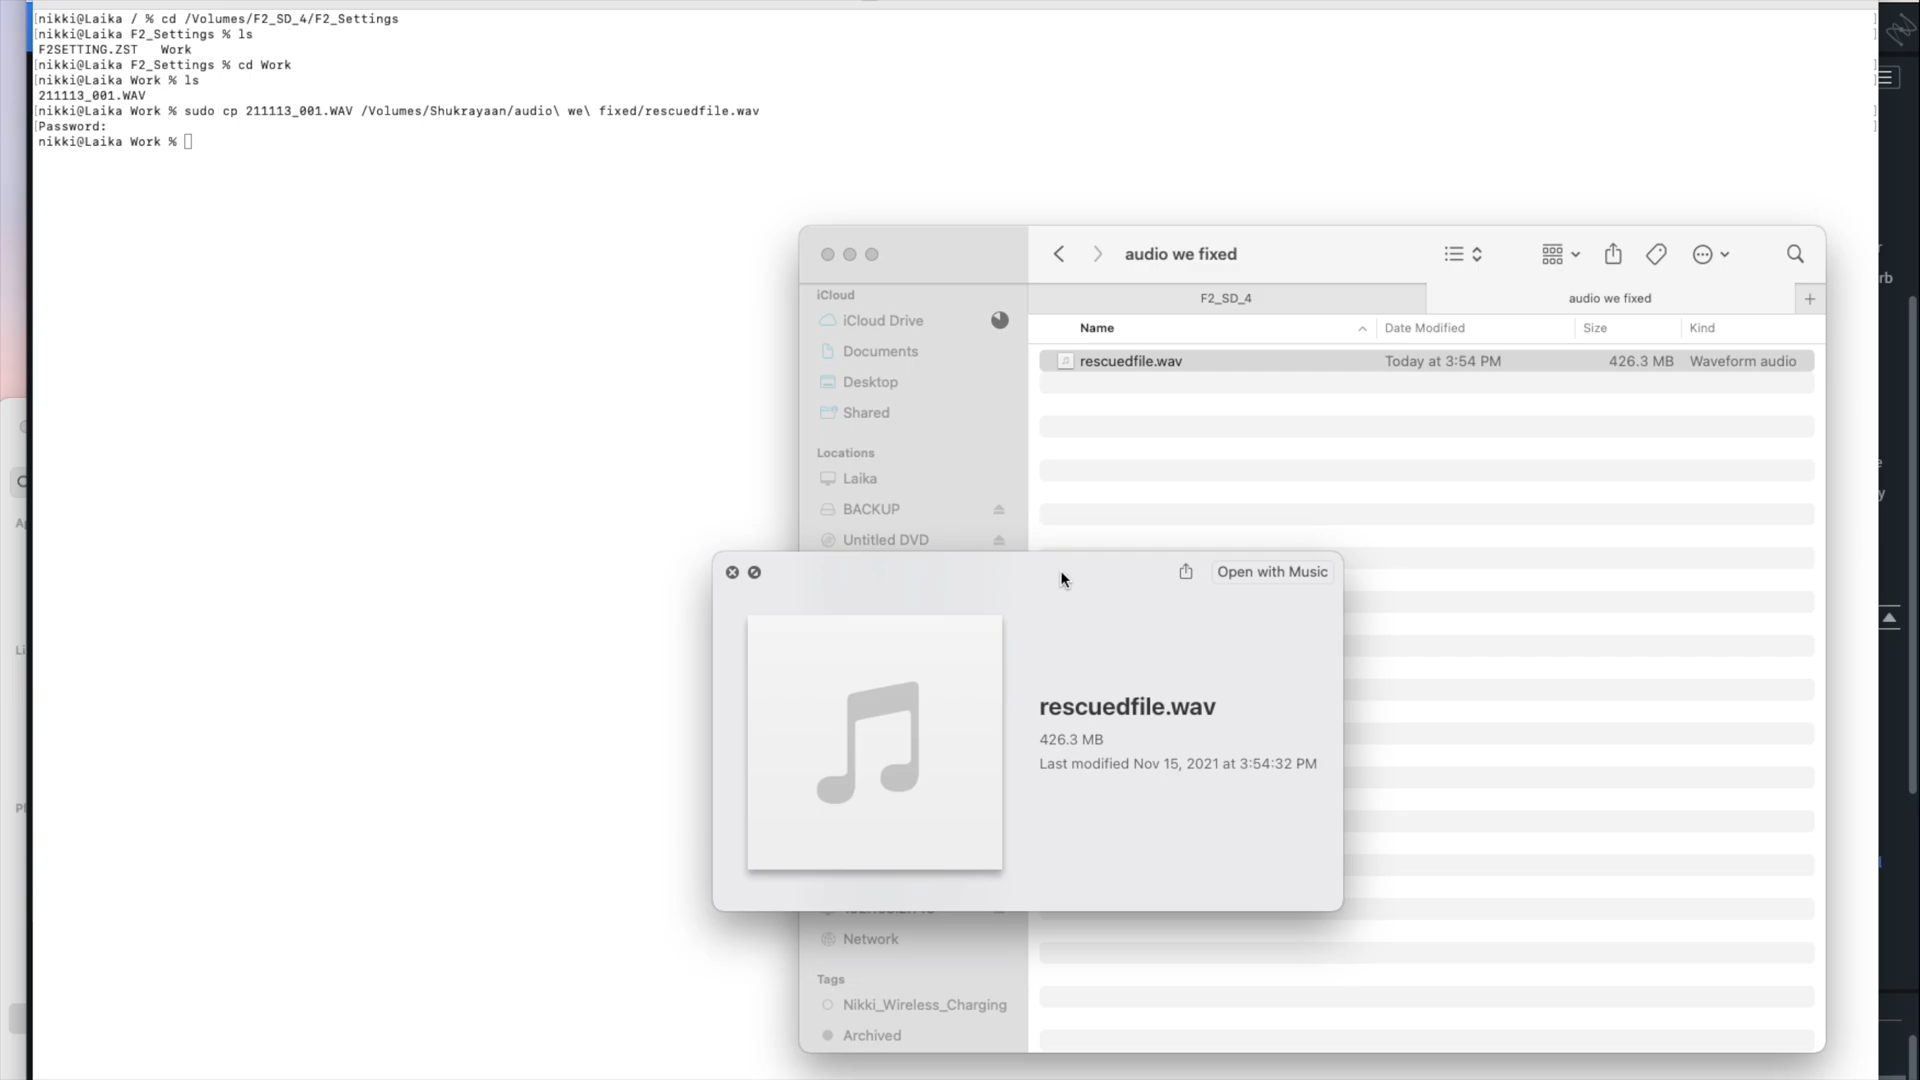 [nikki@Laika / % cd /Volumes/F2_SD_4/F2_Settings ]
[nikki@Laika F2_Settings % ls ]
F2SETTING.ZST Work
[nikki@Laika F2_Settings % cd Work ]
[nikki@Laika Work % ls ]
211113_001.WAV
[nikki@Laika Work % sudo cp 211113_001.WAV /Volumes/Shukrayaan/audio\ we\ fixed/rescuedfile.wav ]
[Password: ]
nikki@Laika Work %
audio we fixed
iCloud
F2_SD_4
audio we fixed
iCloud Drive
Name
Date Modified
Size
Kind
Documents
rescuedfile.wav
Today at 3:54 PM
426.3 MB
Waveform audio
Desktop
Shared
Locations
Laika
BACKUP
Untitled DVD
Open with Music
rescuedfile.wav
426.3 MB
Last modified Nov 15, 2021 at 3:54:32 PM
Network
Tags
Nikki_Wireless_Charging
Archived
rb